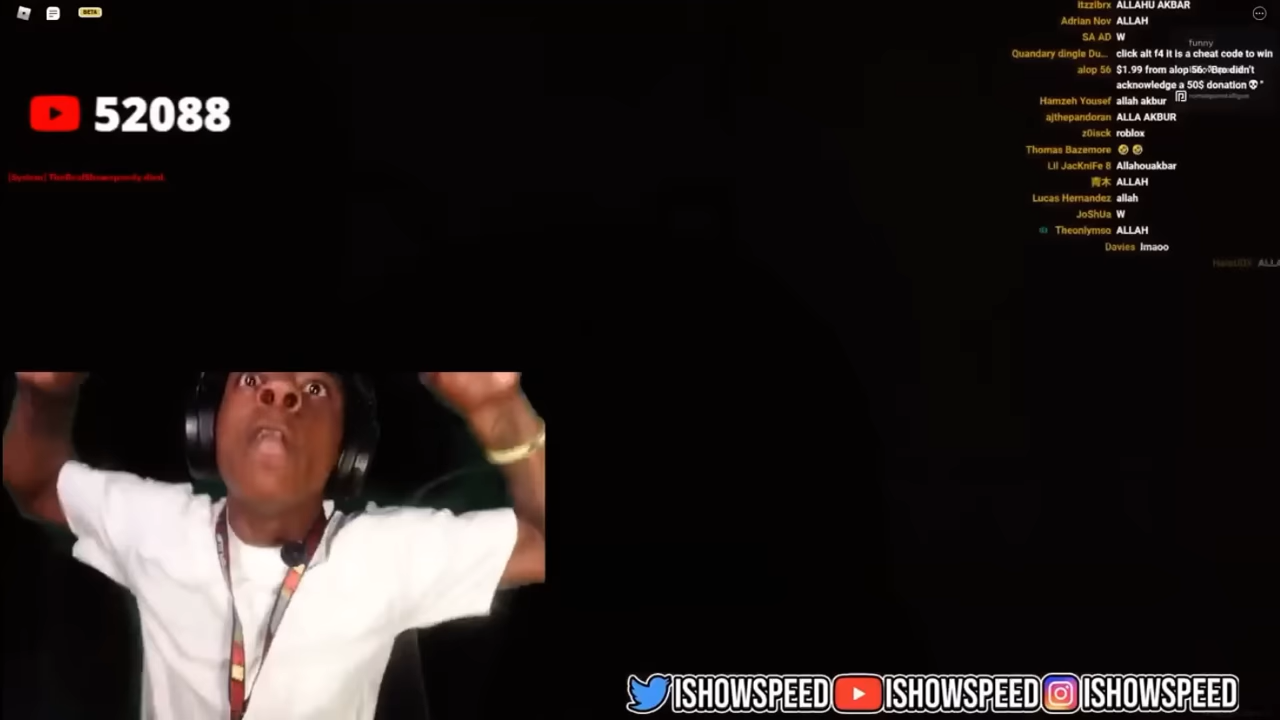 BETA
52088
Itzzlbrx ALLAHU AKBAR
Adrian Nov ALLAH
SA AD W
funny
Quandary dingle Du... click alt f4 it is a cheat code to win
alop 56 $1.99 from alop 56: "Bro didn't
acknowledge a 50$ donation💀"
Hamzeh Yousef allah akbur
ajthepandoran ALLA AKBUR
z0isck roblox
Thomas Bazemore 🤣 🤣
Lil JacKniFe 8 Allahouakbar
青木 ALLAH
Lucas Hernandez allah
JoShUa W
Theonlymso ALLAH
Davies lmaoo
ISHOWSPEED ISHOWSPEED ISHOWSPEED